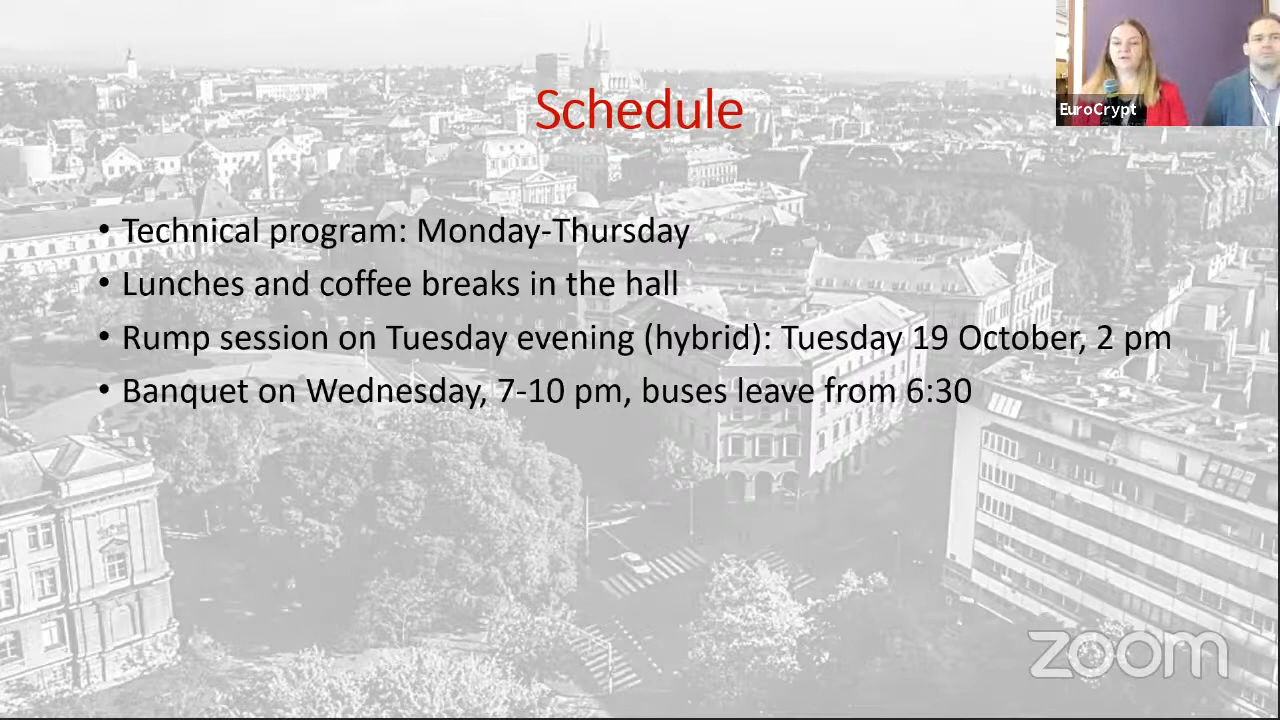 EuroCrypt
Schedule
• Technical program: Monday-Thursday
• Lunches and coffee breaks in the hall
• Rump session on Tuesday evening (hybrid): Tuesday 19 October, 2 pm
• Banquet on Wednesday, 7-10 pm, buses leave from 6:30
zoom